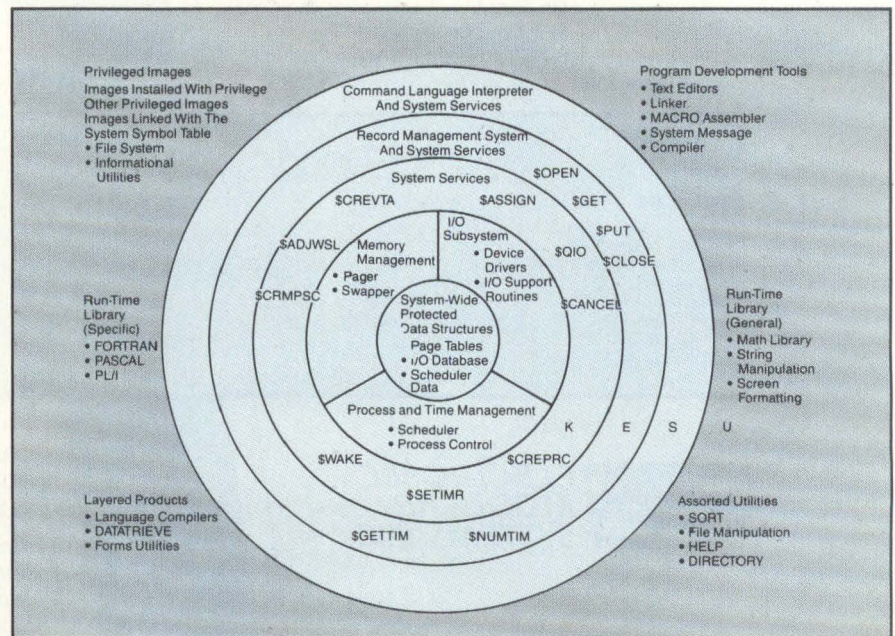 Privileged Images
Images Installed With Privilege
Other Privileged Images
Images Linked With The
System Symbol Table
• File System
• Informational
Utilities
Command Language Interpreter
And System Services
Program Development Tools
• Text Editors
• Linker
• MACRO Assembler
• System Message
• Compiler
Record Management System
And System Services
$OPEN
System Services
$CREVTA
$ASSIGN
$GET
$PUT
$ADJWSL
$QIO
$CLOSE
$CRMPSC
$CANCEL
Memory
Management
• Pager
• Swapper
I/O
Subsystem
• Device
Drivers
• I/O Support
Routines
System-Wide
Protected
Data Structures
Page Tables
• I/O Database
• Scheduler
Data
Run-Time
Library
(Specific)
• FORTRAN
• PASCAL
• PL/I
Run-Time
Library
(General)
• Math Library
• String
Manipulation
• Screen
Formatting
Process and Time Management
• Scheduler
• Process Control
K E S U
$WAKE
$CREPRC
$SETIMR
$GETTIM
$NUMTIM
Layered Products
• Language Compilers
• DATATRIEVE
• Forms Utilities
Assorted Utilities
• SORT
• File Manipulation
• HELP
• DIRECTORY